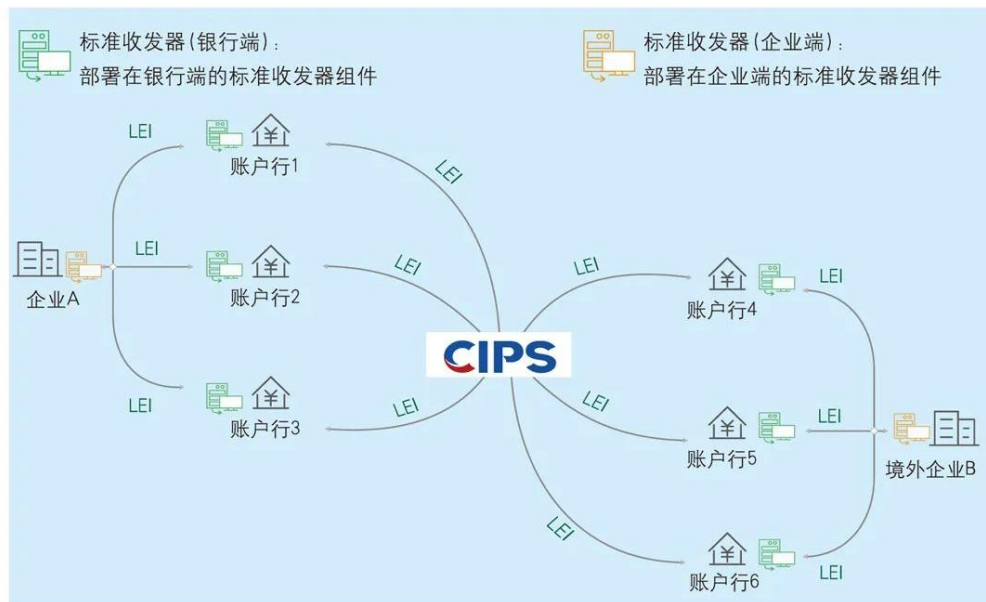 标准收发器(银行端)：
部署在银行端的标准收发器组件
标准收发器(企业端)：
部署在企业端的标准收发器组件
LEI
账户行1
LEI
LEI
账户行2
LEI
企业A
LEI
账户行3
LEI
CIPS
LEI
账户行4
LEI
LEI
账户行5
LEI
境外企业B
LEI
账户行6
LEI